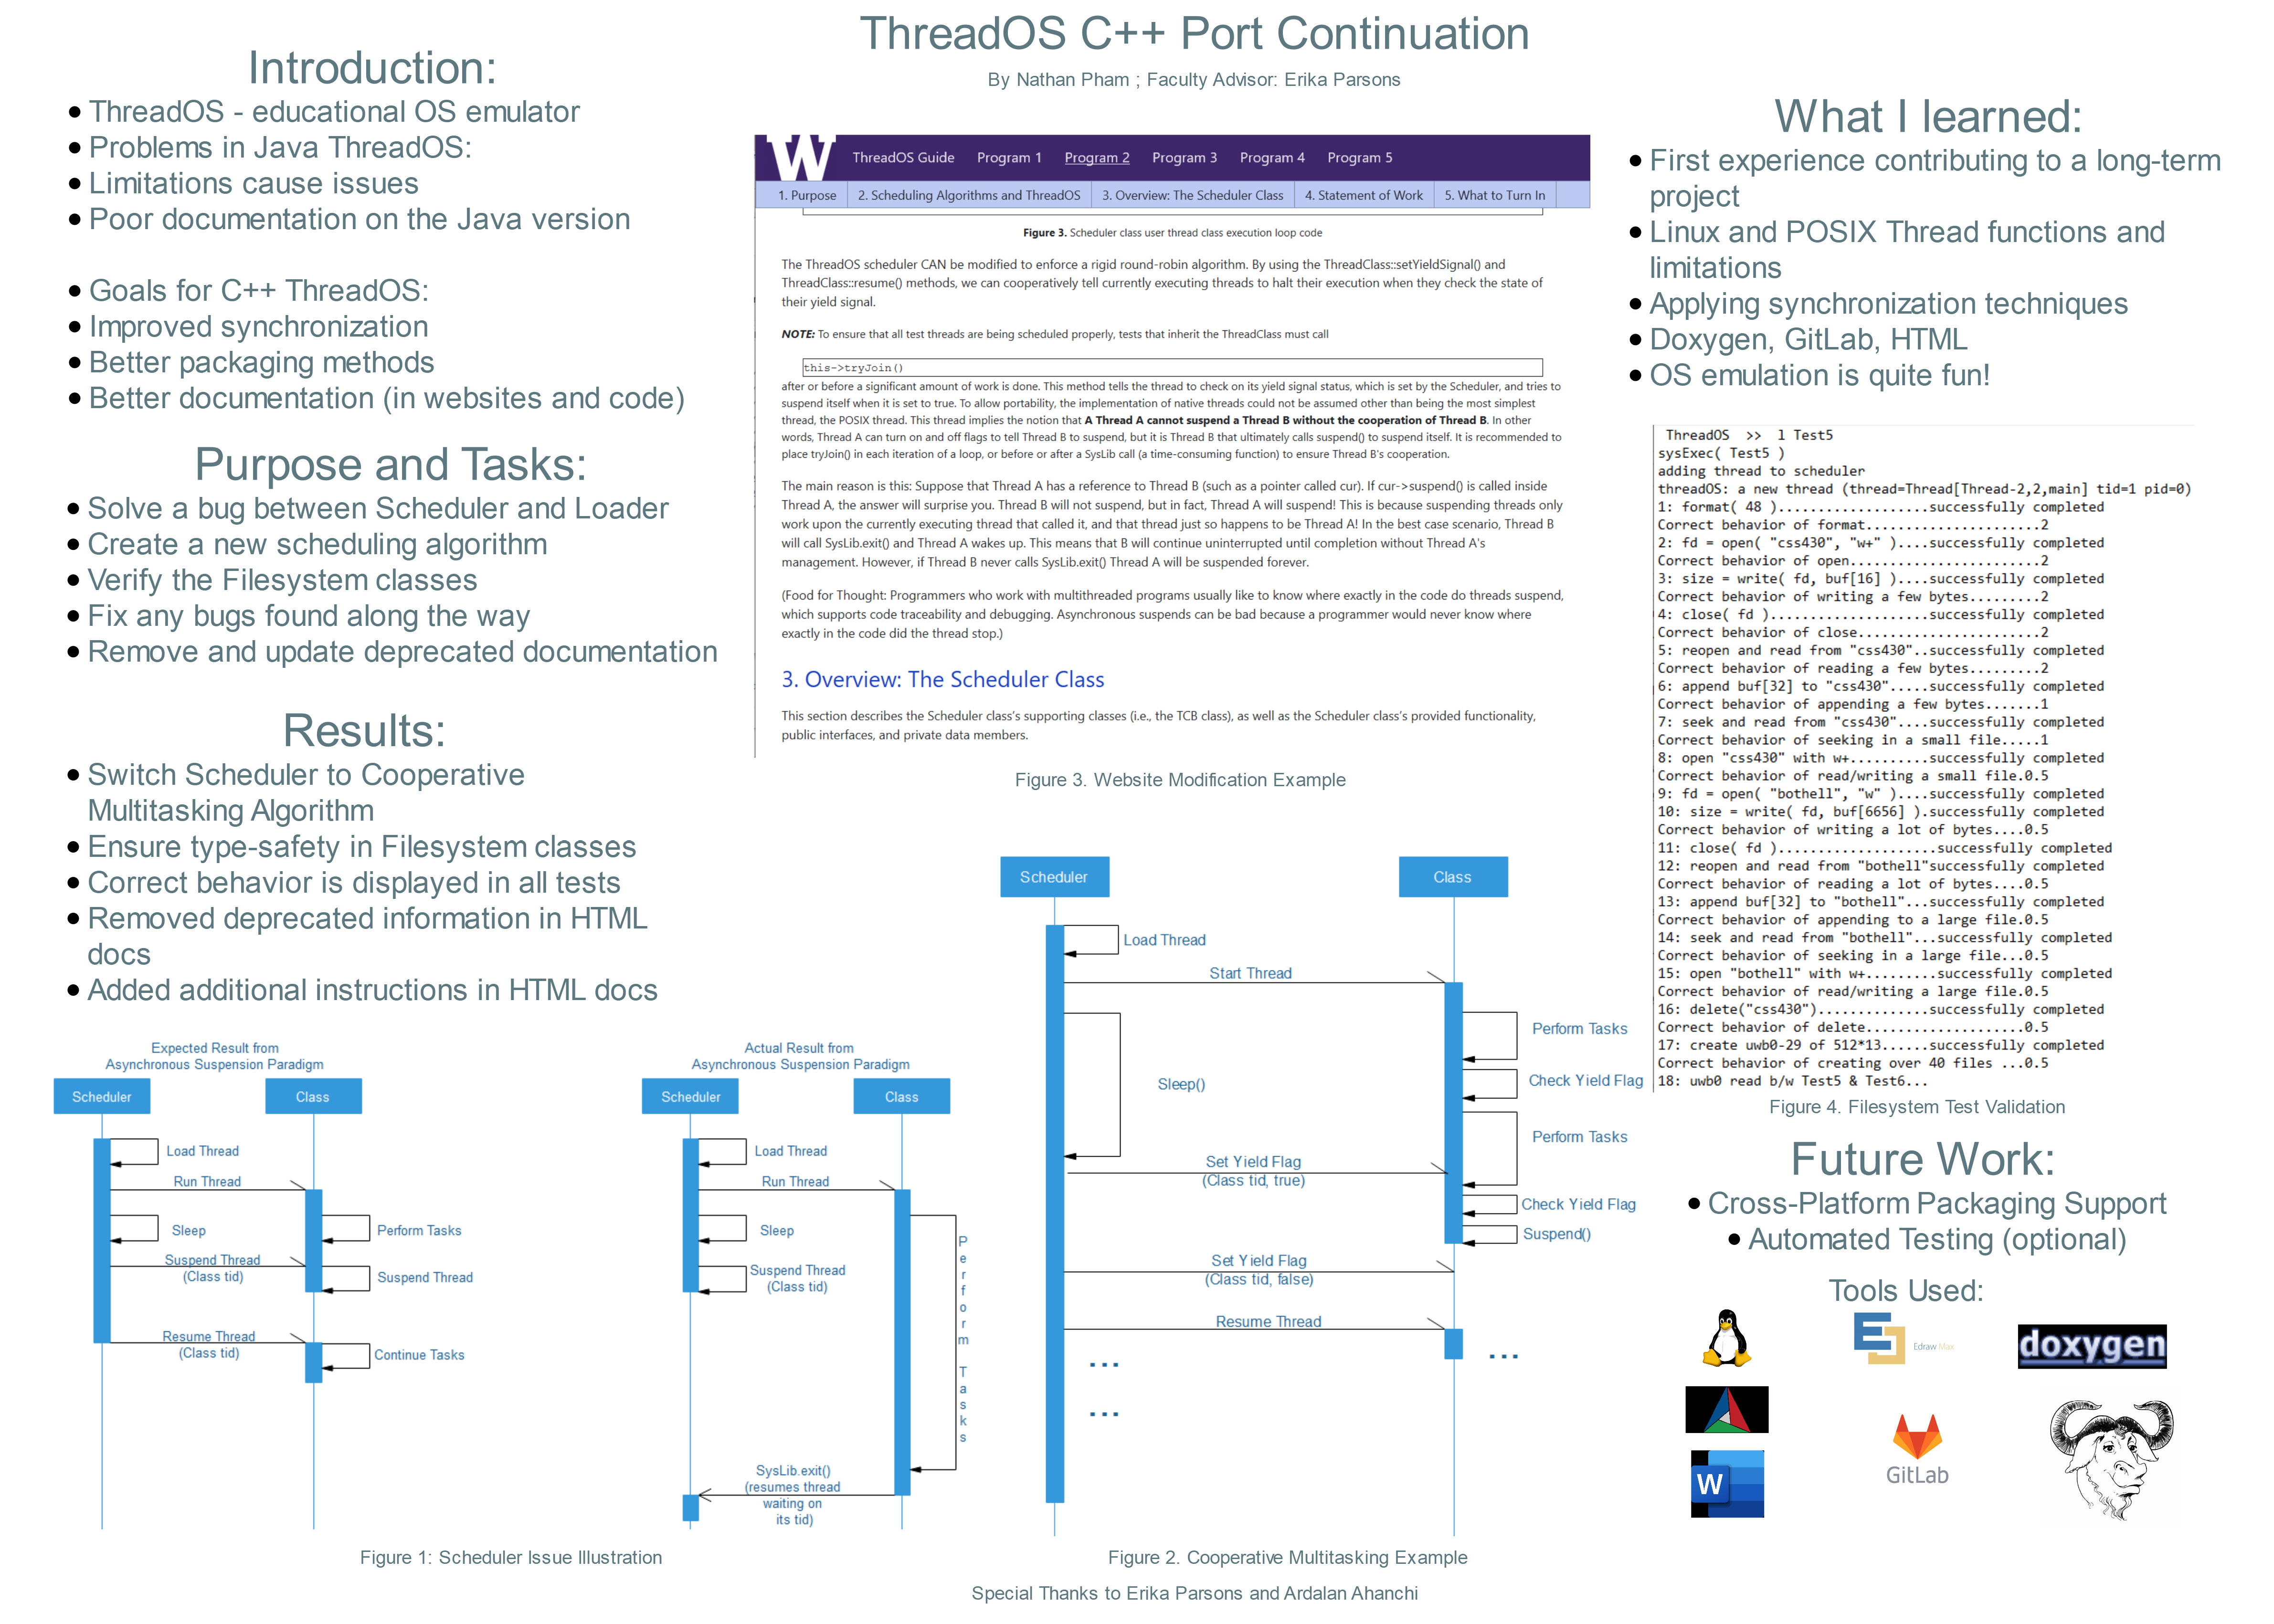 ThreadOS C++ Port Continuation
By Nathan Pham ; Faculty Advisor: Erika Parsons
Introduction:
ThreadOS - educational OS emulator
Problems in Java ThreadOS:
Limitations cause issues
Poor documentation on the Java version
Goals for C++ ThreadOS:
Improved synchronization
Better packaging methods
Better documentation (in websites and code)
Purpose and Tasks:
Solve a bug between Scheduler and Loader
Create a new scheduling algorithm
Verify the Filesystem classes
Fix any bugs found along the way
Remove and update deprecated documentation
Results:
Switch Scheduler to Cooperative
Multitasking Algorithm
Ensure type-safety in Filesystem classes
Correct behavior is displayed in all tests
Removed deprecated information in HTML
docs
Added additional instructions in HTML docs
Expected Result from
Asynchronous Suspension Paradigm
Scheduler
Class
Load Thread
Run Thread
Sleep
Perform Tasks
Suspend Thread
(Class tid)
Suspend Thread
Resume Thread
(Class tid)
Continue Tasks
Actual Result from
Asynchronous Suspension Paradigm
Scheduler
Class
Load Thread
Run Thread
Sleep
Suspend Thread
(Class tid)
Perform Tasks
SysLib.exit()
(resumes thread
waiting on
its tid)
Figure 1: Scheduler Issue Illustration
W
ThreadOS Guide Program 1 Program 2 Program 3 Program 4 Program 5
1. Purpose 2. Scheduling Algorithms and ThreadOS 3. Overview: The Scheduler Class 4. Statement of Work 5. What to Turn In
Figure 3. Scheduler class user thread class execution loop code
The ThreadOS scheduler CAN be modified to enforce a rigid round-robin algorithm. By using the ThreadClass::setYieldSignal() and
ThreadClass::resume() methods, we can cooperatively tell currently executing threads to halt their execution when they check the state of
their yield signal.
NOTE: To ensure that all test threads are being scheduled properly, tests that inherit the ThreadClass must call
this->tryJoin()
after or before a significant amount of work is done. This method tells the thread to check on its yield signal status, which is set by the Scheduler, and tries to
suspend itself when it is set to true. To allow portability, the implementation of native threads could not be assumed other than being the most simplest
thread, the POSIX thread. This thread implies the notion that A Thread A cannot suspend a Thread B without the cooperation of Thread B. In other
words, Thread A can turn on and off flags to tell Thread B to suspend, but it is Thread B that ultimately calls suspend() to suspend itself. It is recommended to
place tryJoin() in each iteration of a loop, or before or after a SysLib call (a time-consuming function) to ensure Thread B's cooperation.
The main reason is this: Suppose that Thread A has a reference to Thread B (such as a pointer called cur). If cur->suspend() is called inside
Thread A, the answer will surprise you. Thread B will not suspend, but in fact, Thread A will suspend! This is because suspending threads only
work upon the currently executing thread that called it, and that thread just so happens to be Thread A! In the best case scenario, Thread B
will call SysLib.exit() and Thread A wakes up. This means that B will continue uninterrupted until completion without Thread A's
management. However, if Thread B never calls SysLib.exit() Thread A will be suspended forever.
(Food for Thought: Programmers who work with multithreaded programs usually like to know where exactly in the code do threads suspend,
which supports code traceability and debugging. Asynchronous suspends can be bad because a programmer would never know where
exactly in the code did the thread stop.)
3. Overview: The Scheduler Class
This section describes the Scheduler class's supporting classes (i.e., the TCB class), as well as the Scheduler class's provided functionality,
public interfaces, and private data members.
Figure 3. Website Modification Example
Scheduler
Class
Load Thread
Start Thread
Perform Tasks
Sleep()
Check Yield Flag
Perform Tasks
Set Yield Flag
(Class tid, true)
Check Yield Flag
Suspend()
Set Yield Flag
(Class tid, false)
Resume Thread
...
...
...
Figure 2. Cooperative Multitasking Example
Special Thanks to Erika Parsons and Ardalan Ahanchi
What I learned:
First experience contributing to a long-term
project
Linux and POSIX Thread functions and
limitations
Applying synchronization techniques
Doxygen, GitLab, HTML
OS emulation is quite fun!
ThreadOS >> l Test5
sysExec( Test5 )
adding thread to scheduler
threadOS: a new thread (thread=Thread[Thread-2,2,main] tid=1 pid=0)
1: format( 48 )...................successfully completed
Correct behavior of format......................2
2: fd = open( "css430", "w+" )....successfully completed
Correct behavior of open........................2
3: size = write( fd, buf[16] )....successfully completed
Correct behavior of writing a few bytes.........2
4: close( fd )....................successfully completed
Correct behavior of close.......................2
5: reopen and read from "css430"..successfully completed
Correct behavior of reading a few bytes.........2
6: append buf[32] to "css430".....successfully completed
Correct behavior of appending a few bytes.......1
7: seek and read from "css430"....successfully completed
Correct behavior of seeking in a small file.....1
8: open "css430" with w+..........successfully completed
Correct behavior of read/writing a small file.0.5
9: fd = open( "bothell", "w" )....successfully completed
10: size = write( fd, buf[6656] ).successfully completed
Correct behavior of writing a lot of bytes....0.5
11: close( fd )....................successfully completed
12: reopen and read from "bothell"successfully completed
Correct behavior of reading a lot of bytes....0.5
13: append buf[32] to "bothell"...successfully completed
Correct behavior of appending to a large file.0.5
14: seek and read from "bothell"...successfully completed
Correct behavior of seeking in a large file...0.5
15: open "bothell" with w+.........successfully completed
Correct behavior of read/writing a large file.0.5
16: delete("css430")..............successfully completed
Correct behavior of delete....................0.5
17: create uwb0-29 of 512*13......successfully completed
Correct behavior of creating over 40 files ...0.5
18: uwb0 read b/w Test5 & Test6...
Figure 4. Filesystem Test Validation
Future Work:
Cross-Platform Packaging Support
Automated Testing (optional)
Tools Used:
Edraw Max
doxygen
W
GitLab